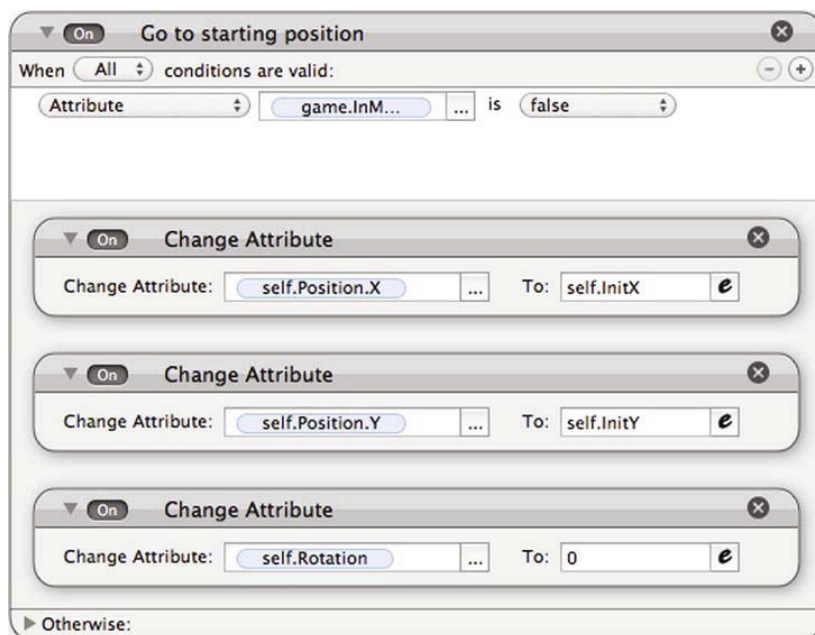 On Go to starting position
When All conditions are valid:
Attribute game.InM... ... is false
On Change Attribute
Change Attribute: self.Position.X ... To: self.InitX e
On Change Attribute
Change Attribute: self.Position.Y ... To: self.InitY e
On Change Attribute
Change Attribute: self.Rotation ... To: 0 e
Otherwise: